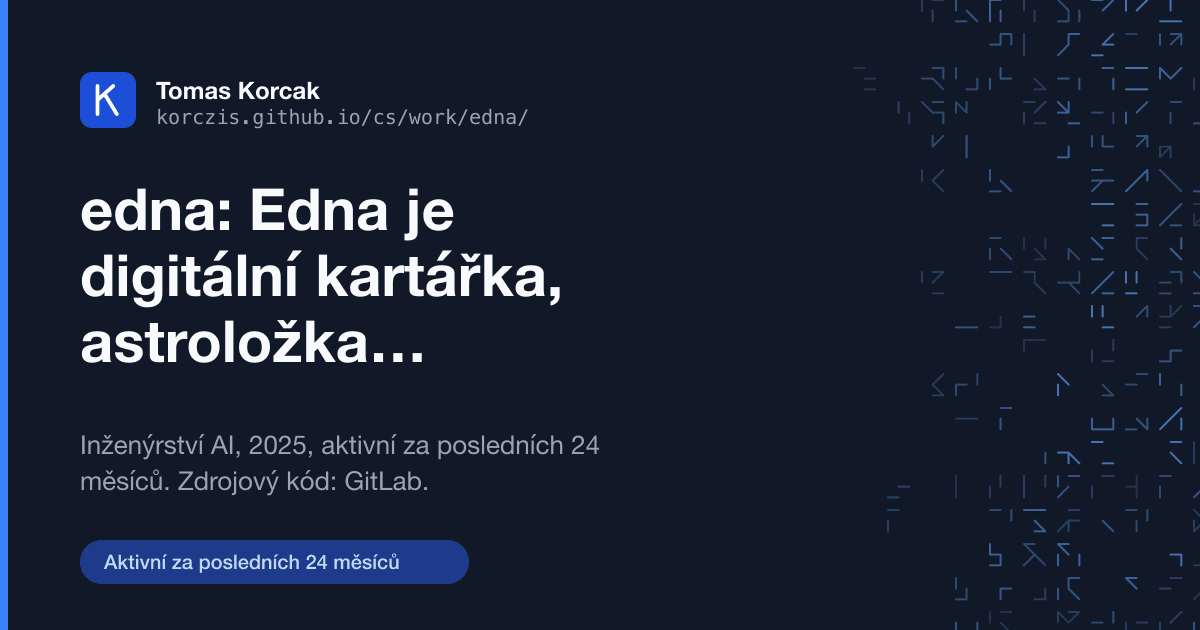 Tomas Korcak
korczis.github.io/cs/work/edna/
edna: Edna je
digitální kartářka,
astroložka…
Inženýrství AI, 2025, aktivní za posledních 24
měsíců. Zdrojový kód: GitLab.
Aktivní za posledních 24 měsíců